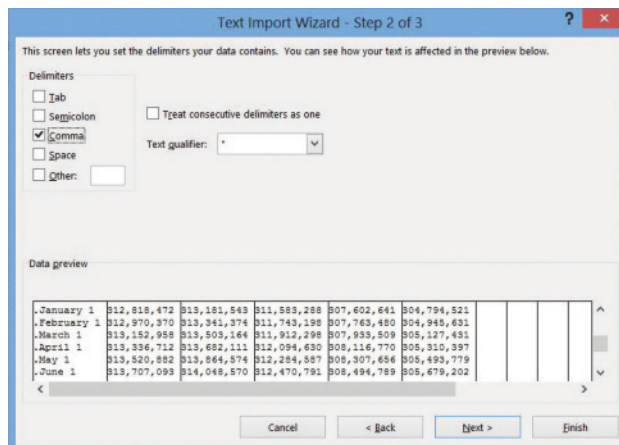 Text Import Wizard - Step 2 of 3
? ×
This screen lets you set the delimiters your data contains. You can see how your text is affected in the preview below.
Delimiters
Tab
Semicolon
Comma
Space
Other:
Treat consecutive delimiters as one
Text qualifier: "
Data preview
.January 1 312,818,472 313,181,543 311,583,288 307,602,641 304,794,521
.February 1 312,970,370 313,341,374 311,743,198 307,763,480 304,945,631
.March 1 313,152,958 313,503,164 311,912,298 307,933,509 305,127,431
.April 1 313,336,712 313,682,111 312,094,630 308,116,770 305,310,397
.May 1 313,520,882 313,864,574 312,284,587 308,307,656 305,493,779
.June 1 313,707,093 314,048,570 312,470,791 308,494,789 305,679,202
Cancel < Back Next > Finish